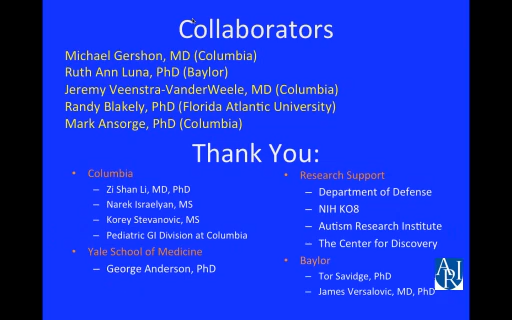 Collaborators
Michael Gershon, MD (Columbia)
Ruth Ann Luna, PhD (Baylor)
Jeremy Veenstra-VanderWeele, MD (Columbia)
Randy Blakely, PhD (Florida Atlantic University)
Mark Ansorge, PhD (Columbia)
Thank You:
• Columbia
– Zi Shan Li, MD, PhD
– Narek Israelyan, MS
– Korey Stevanovic, MS
– Pediatric GI Division at Columbia
• Yale School of Medicine
– George Anderson, PhD
• Research Support
– Department of Defense
– NIH KO8
– Autism Research Institute
– The Center for Discovery
• Baylor
– Tor Savidge, PhD
– James Versalovic, MD, PhD
ARI